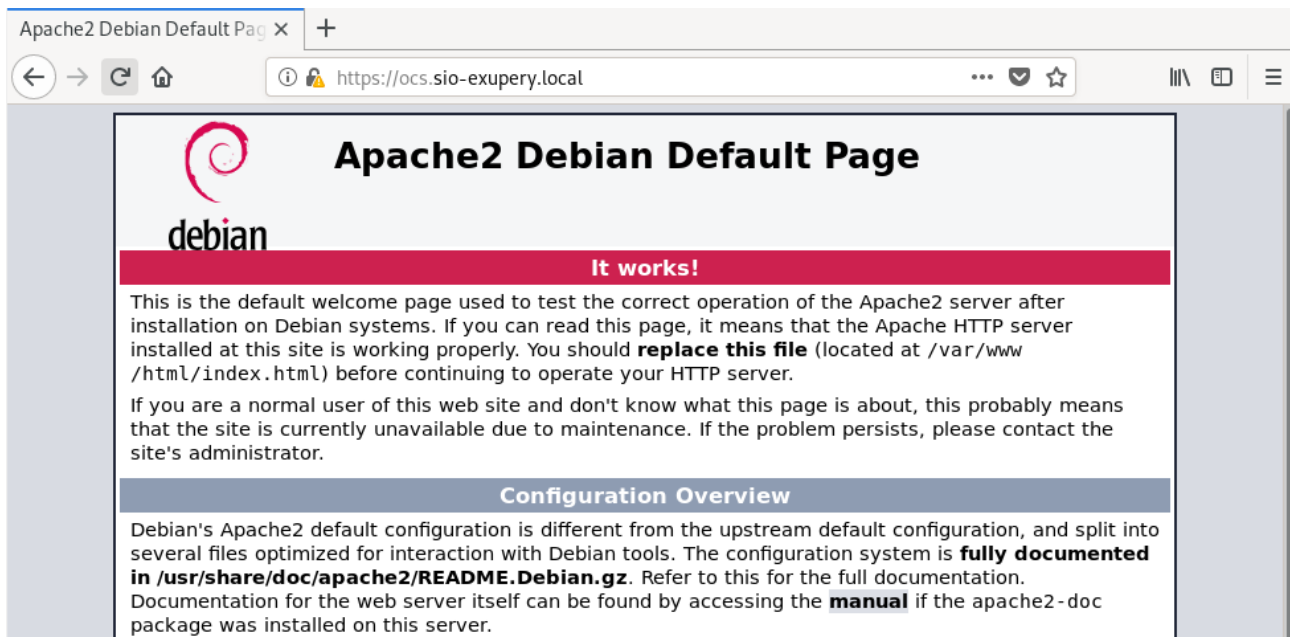 Apache2 Debian Default Pag
https://ocs.sio-exupery.local
Apache2 Debian Default Page
debian
It works!
This is the default welcome page used to test the correct operation of the Apache2 server after
installation on Debian systems. If you can read this page, it means that the Apache HTTP server
installed at this site is working properly. You should replace this file (located at /var/www
/html/index.html) before continuing to operate your HTTP server.
If you are a normal user of this web site and don't know what this page is about, this probably means
that the site is currently unavailable due to maintenance. If the problem persists, please contact the
site's administrator.
Configuration Overview
Debian's Apache2 default configuration is different from the upstream default configuration, and split into
several files optimized for interaction with Debian tools. The configuration system is fully documented
in /usr/share/doc/apache2/README.Debian.gz. Refer to this for the full documentation.
Documentation for the web server itself can be found by accessing the manual if the apache2-doc
package was installed on this server.